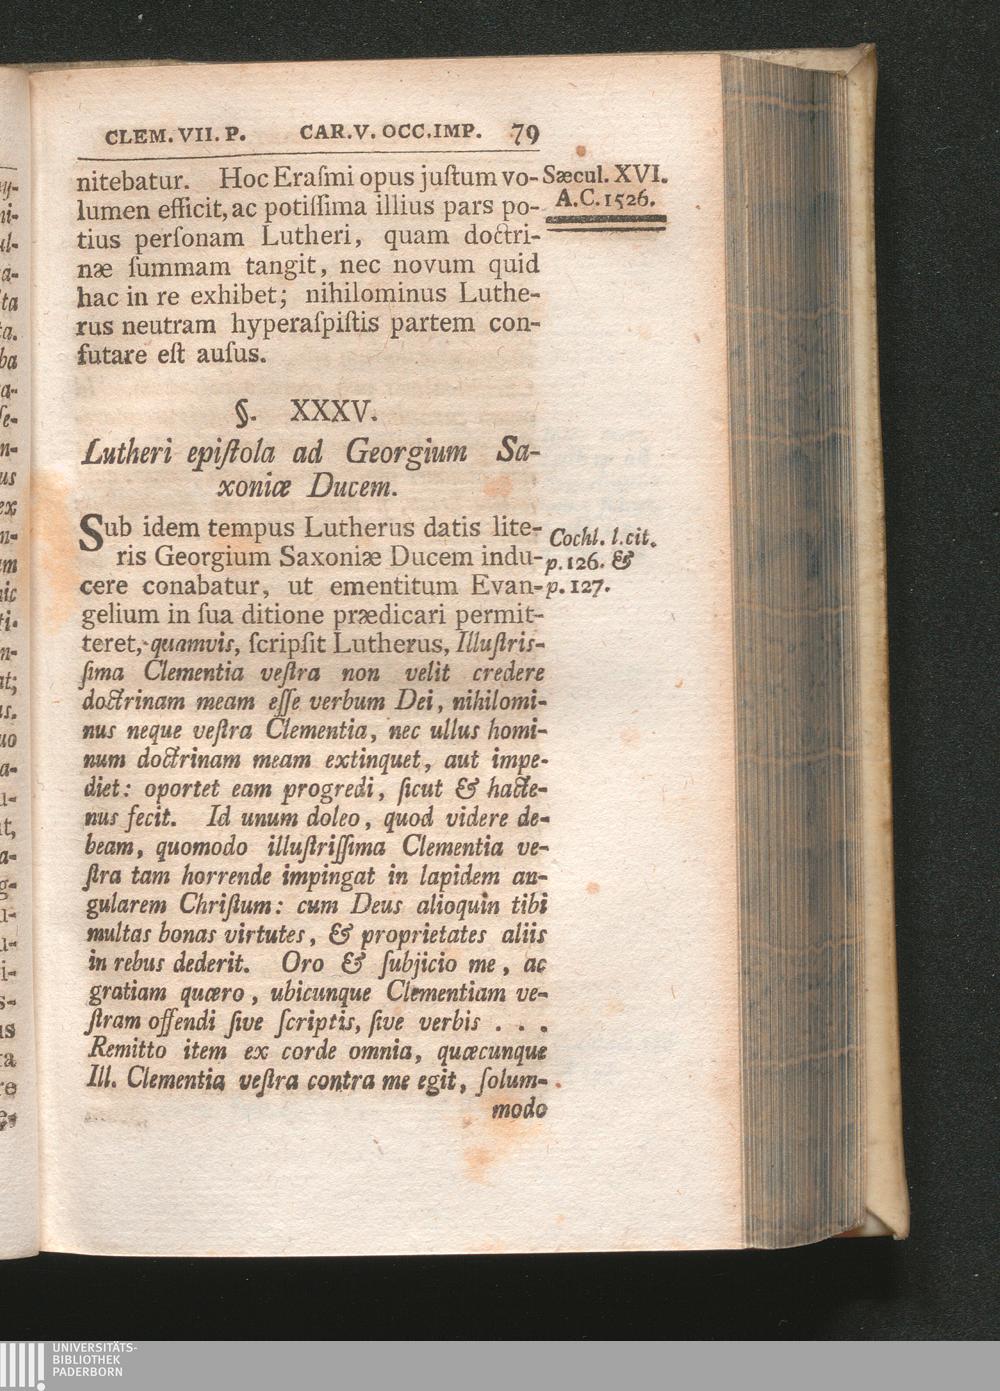 CLEM. VII. P. CAR. V. OCC. IMP. 79
nitebatur. Hoc Eraſmi opus juſtum vo-
lumen efficit, ac potiſſima illius pars po-
tius perſonam Lutheri, quam doctri-
næ ſummam tangit, nec novum quid
hac in re exhibet; nihilominus Luthe-
rus neutram hyperaſpiſtis partem con-
futare eſt auſus.
Sæcul. XVI.
A. C. 1526.
§. XXXV.
Lutheri epiſtola ad Georgium Sa-
xoniæ Ducem.
Sub idem tempus Lutherus datis lite-
ris Georgium Saxoniæ Ducem indu-
cere conabatur, ut ementitum Evan-
gelium in ſua ditione prædicari permit-
teret, quamvis, ſcripſit Lutherus, Illuſtris-
ſima Clementia veſtra non velit credere
doctrinam meam eſſe verbum Dei, nihilomi-
nus neque veſtra Clementia, nec ullus homi-
num doctrinam meam extinquet, aut impe-
diet: oportet eam progredi, ſicut & hacte-
nus fecit. Id unum doleo, quod videre de-
beam, quomodo illuſtriſſima Clementia ve-
ſtra tam horrende impingat in lapidem an-
gularem Chriſtum: cum Deus alioquin tibi
multas bonas virtutes, & proprietates aliis
in rebus dederit. Oro & ſubjicio me, ac
gratiam quæro, ubicunque Clementiam ve-
ſtram offendi ſive ſcriptis, ſive verbis . . .
Remitto item ex corde omnia, quæcunque
Ill. Clementia veſtra contra me egit, ſolum-
modo
Cochl. l. cit.
p. 126. &
p. 127.
UNIVERSITÄTS-
BIBLIOTHEK
PADERBORN